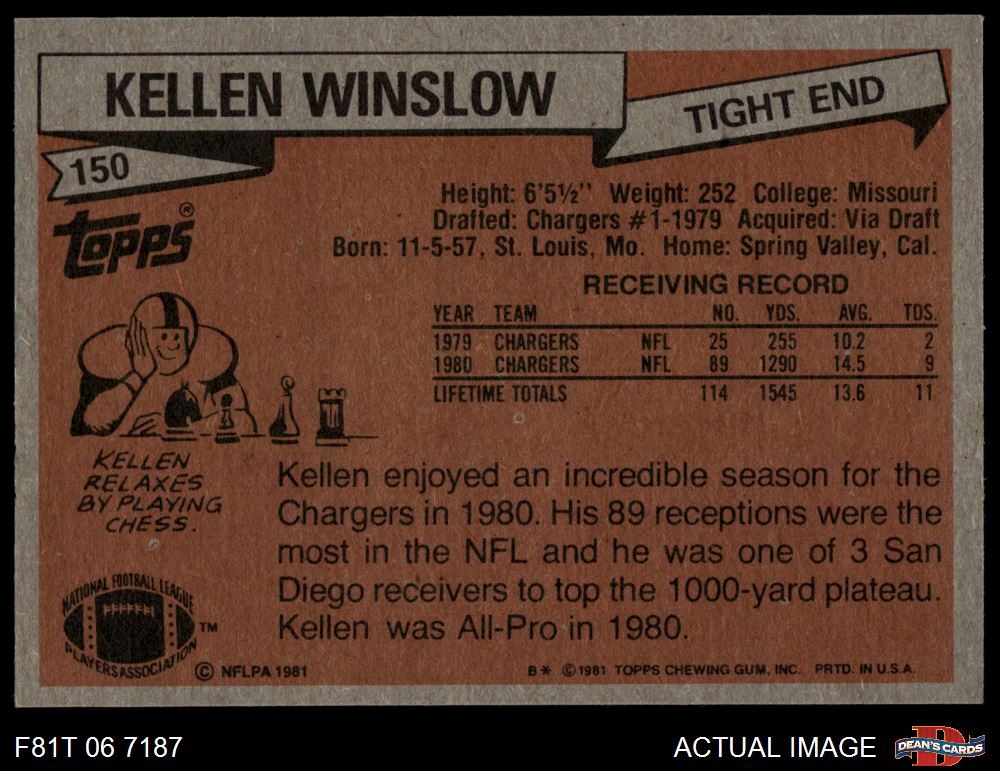 KELLEN WINSLOW
TIGHT END
150
topps®
Height: 6'5½'' Weight: 252 College: Missouri
Drafted: Chargers #1-1979 Acquired: Via Draft
Born: 11-5-57, St. Louis, Mo. Home: Spring Valley, Cal.
RECEIVING RECORD
YEAR TEAM NO. YDS. AVG. TDS.
1979 CHARGERS NFL 25 255 10.2 2
1980 CHARGERS NFL 89 1290 14.5 9
LIFETIME TOTALS 114 1545 13.6 11
KELLEN
RELAXES
BY PLAYING
CHESS.
Kellen enjoyed an incredible season for the
Chargers in 1980. His 89 receptions were the
most in the NFL and he was one of 3 San
Diego receivers to top the 1000-yard plateau.
Kellen was All-Pro in 1980.
NATIONAL FOOTBALL LEAGUE
PLAYERS ASSOCIATION
TM
© NFLPA 1981
B* © 1981 TOPPS CHEWING GUM, INC. PRTD. IN U.S.A.
F81T 06 7187
ACTUAL IMAGE
D
DEAN'S CARDS